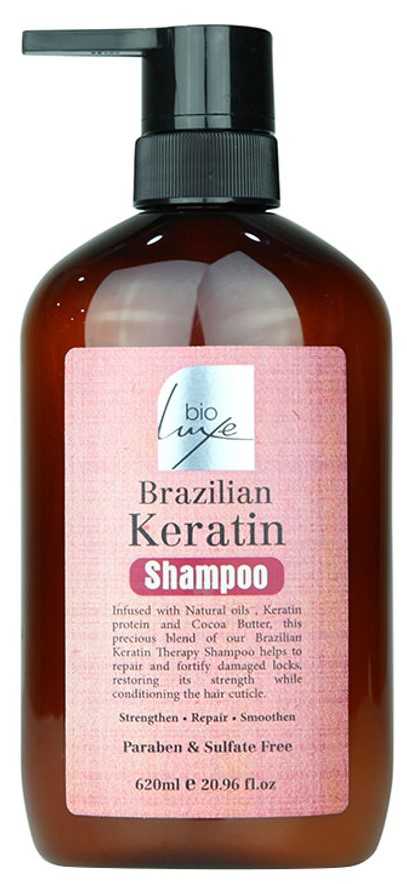 bio
luxe
Brazilian
Keratin
Shampoo
Infused with Natural oils , Keratin
protein and Cocoa Butter, this
precious blend of our Brazilian
Keratin Therapy Shampoo helps to
repair and fortify damaged locks,
restoring its strength while
conditioning the hair cuticle.
Strengthen • Repair • Smoothen
Paraben & Sulfate Free
620ml ℮ 20.96 fl.oz